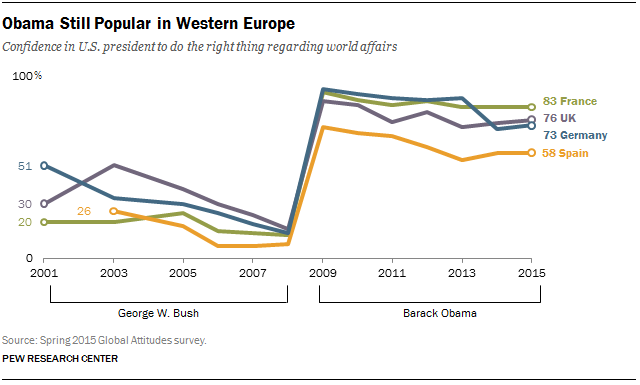 Obama Still Popular in Western Europe
Confidence in U.S. president to do the right thing regarding world affairs
100%
83 France
76 UK
73 Germany
58 Spain
51
30
26
20
0
2001 2003 2005 2007 2009 2011 2013 2015
George W. Bush Barack Obama
Source: Spring 2015 Global Attitudes survey.
PEW RESEARCH CENTER